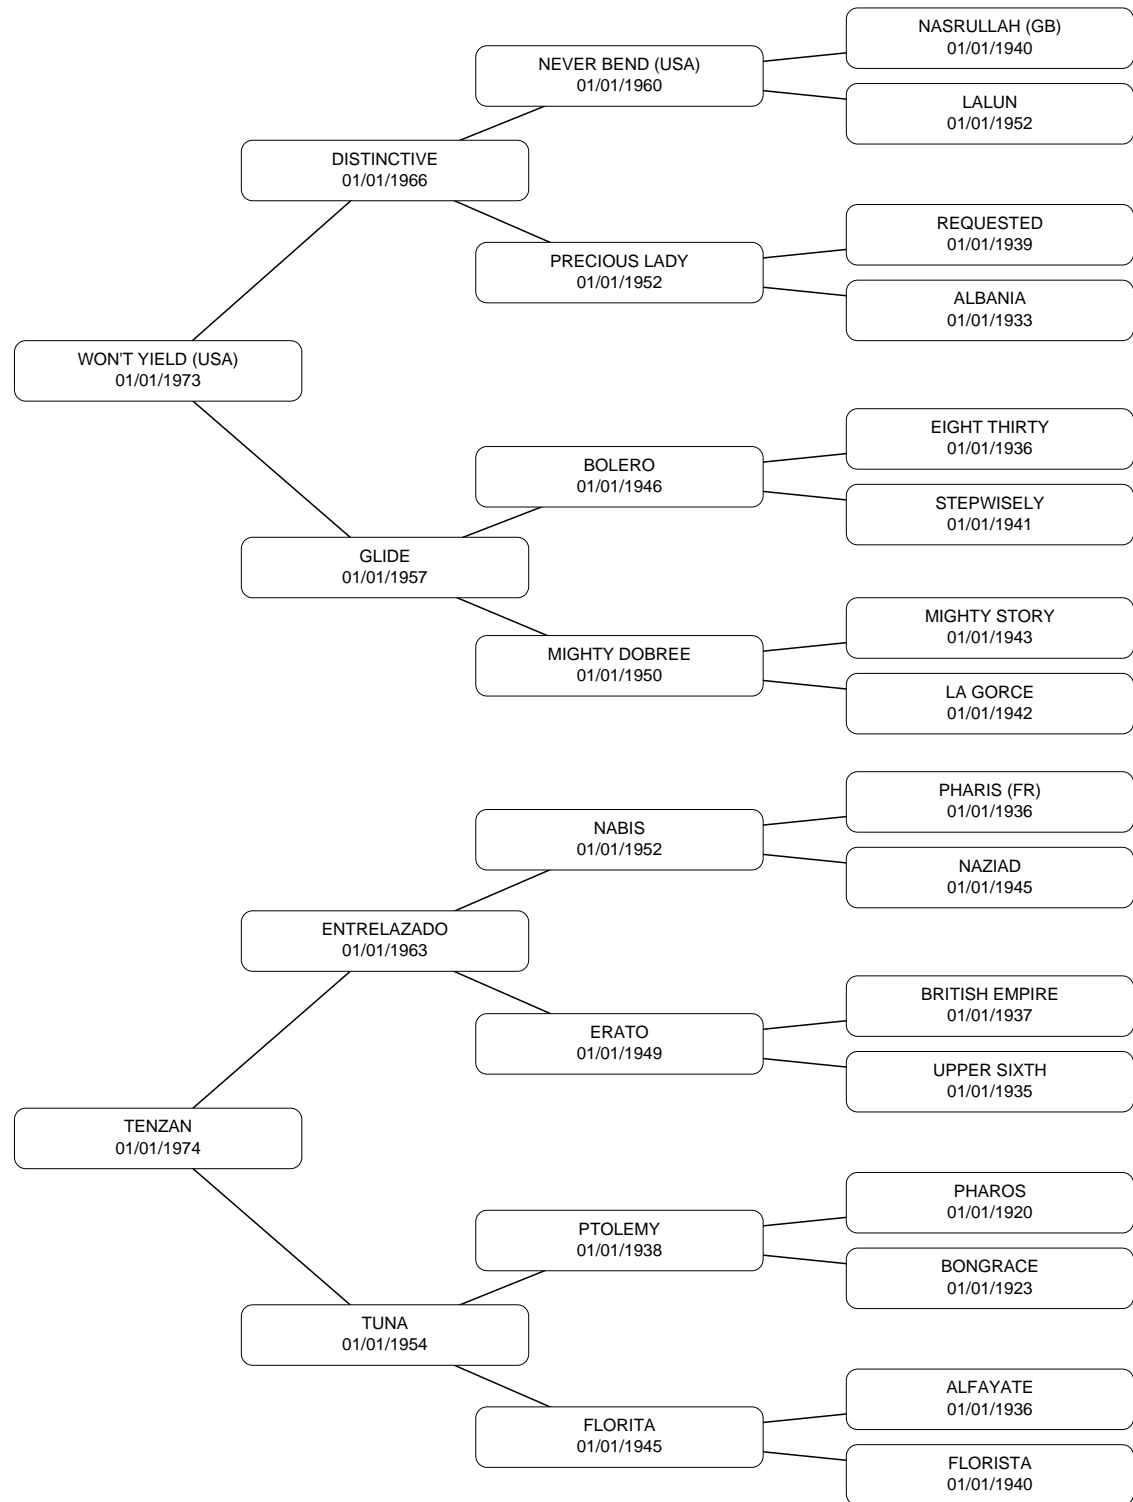 NASRULLAH (GB)
01/01/1940
NEVER BEND (USA)
01/01/1960
LALUN
01/01/1952
DISTINCTIVE
01/01/1966
REQUESTED
01/01/1939
PRECIOUS LADY
01/01/1952
ALBANIA
01/01/1933
WON'T YIELD (USA)
01/01/1973
EIGHT THIRTY
01/01/1936
BOLERO
01/01/1946
STEPWISELY
01/01/1941
GLIDE
01/01/1957
MIGHTY STORY
01/01/1943
MIGHTY DOBREE
01/01/1950
LA GORCE
01/01/1942
PHARIS (FR)
01/01/1936
NABIS
01/01/1952
NAZIAD
01/01/1945
ENTRELAZADO
01/01/1963
BRITISH EMPIRE
01/01/1937
ERATO
01/01/1949
UPPER SIXTH
01/01/1935
TENZAN
01/01/1974
PHAROS
01/01/1920
PTOLEMY
01/01/1938
BONGRACE
01/01/1923
TUNA
01/01/1954
ALFAYATE
01/01/1936
FLORITA
01/01/1945
FLORISTA
01/01/1940